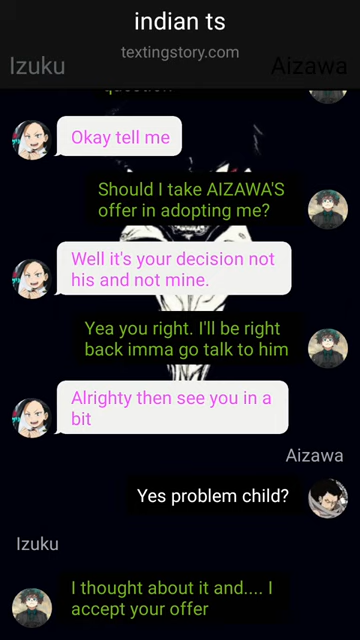 indian ts
textingstory.com
Izuku
Aizawa
question
Okay tell me
Should I take AIZAWA'S
offer in adopting me?
Well it's your decision not
his and not mine.
Yea you right. I'll be right
back imma go talk to him
Alrighty then see you in a
bit
Aizawa
Yes problem child?
Izuku
I thought about it and.... I
accept your offer